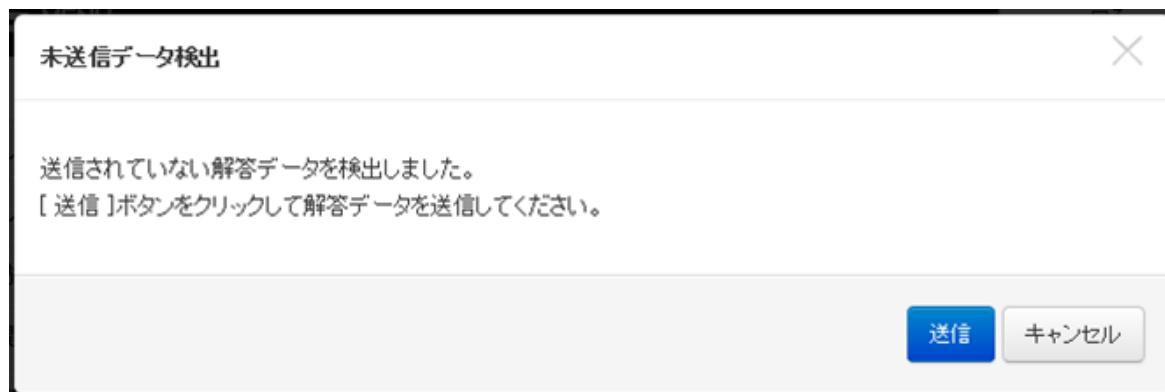 未送信データ検出
送信されていない解答データを検出しました。
[ 送信 ]ボタンをクリックして解答データを送信してください。
送信
キャンセル